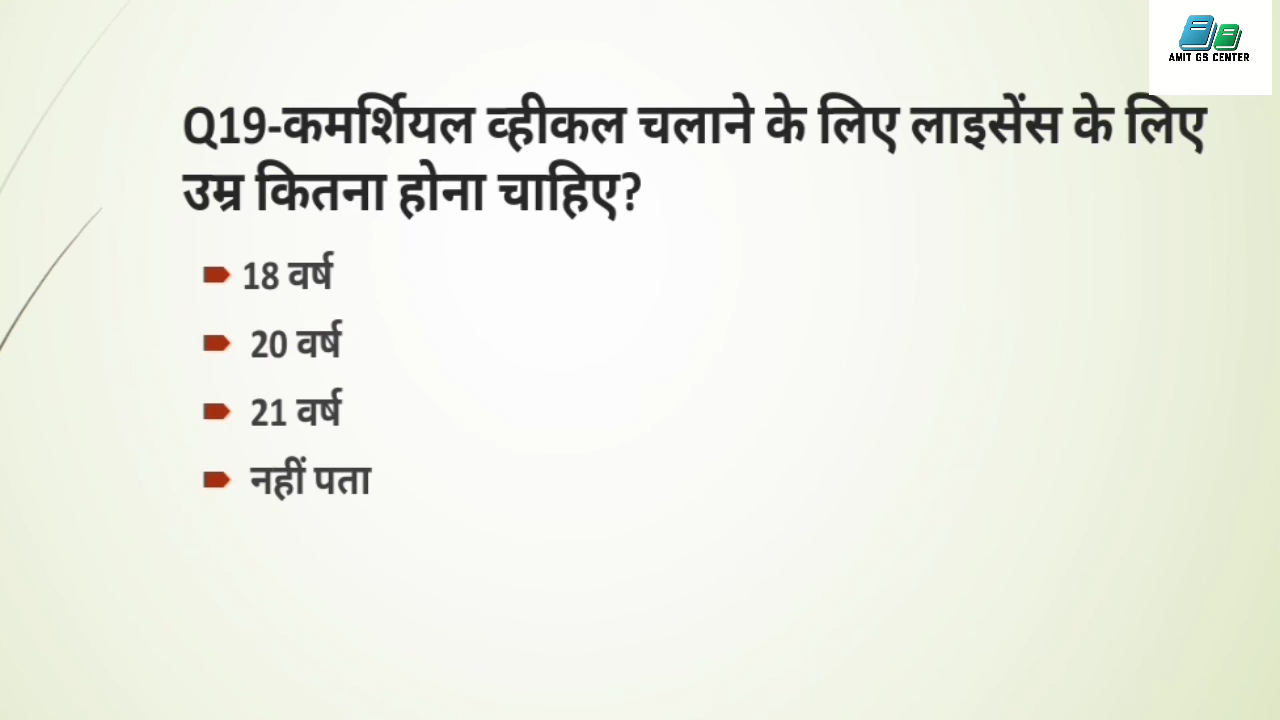 AMIT GS CENTER
Q19-कमर्शियल व्हीकल चलाने के लिए लाइसेंस के लिए
उम्र कितना होना चाहिए?
18 वर्ष
20 वर्ष
21 वर्ष
नहीं पता